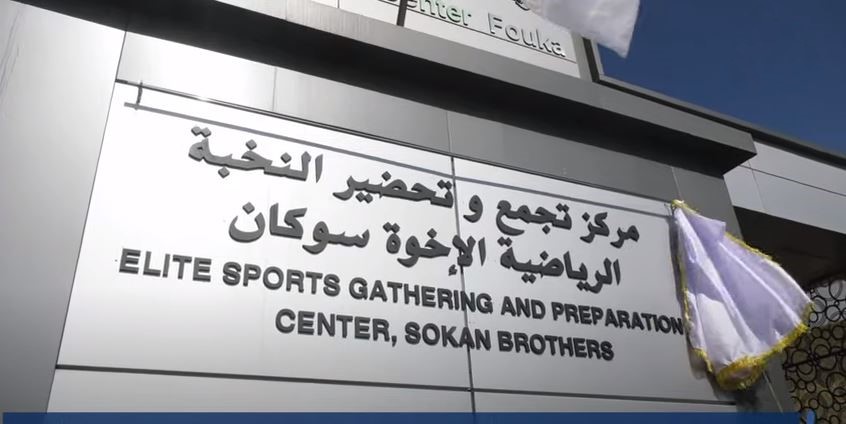 Center Fouka
مركز تجمع و تحضير النخبة
الرياضية الإخوة سوكان
ELITE SPORTS GATHERING AND PREPARATION
CENTER, SOKAN BROTHERS